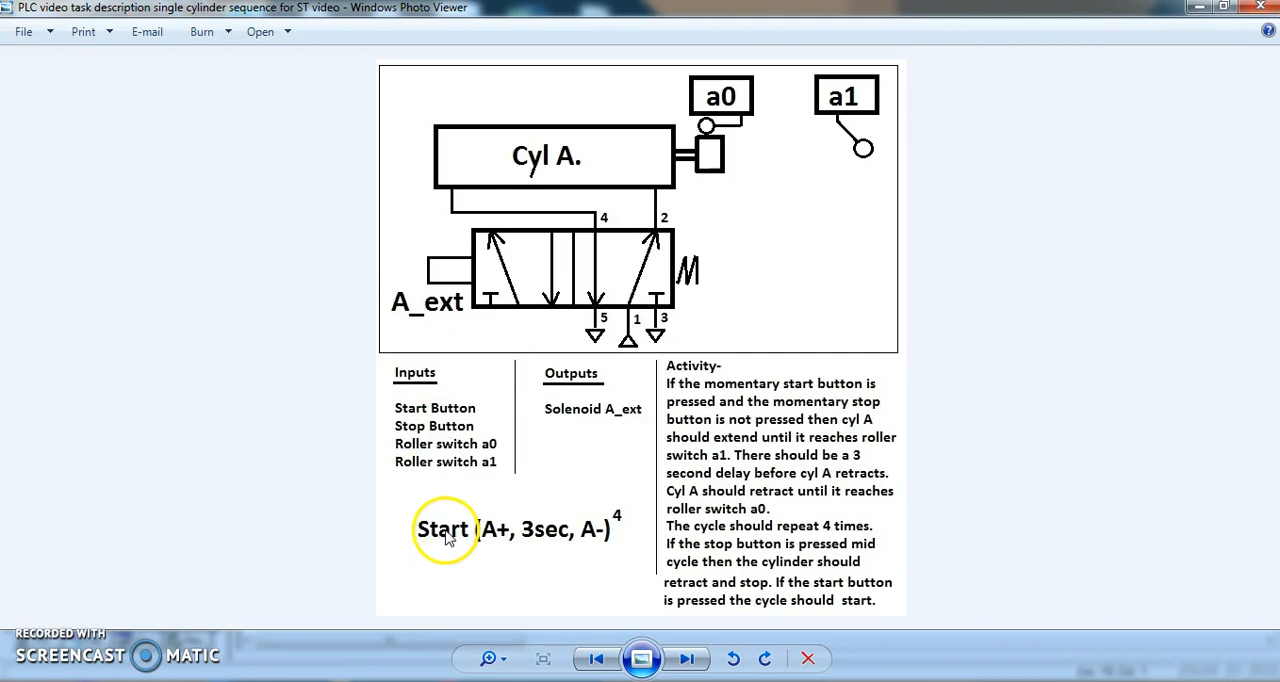 PLC video task description single cylinder sequence for ST video - Windows Photo Viewer
File Print E-mail Burn Open
a0 a1
Cyl A.
4 2
A_ext
5 1 3
Inputs
Start Button
Stop Button
Roller switch a0
Roller switch a1
Outputs
Solenoid A_ext
Start (A+, 3sec, A-)4
Activity-
If the momentary start button is
pressed and the momentary stop
button is not pressed then cyl A
should extend until it reaches roller
switch a1. There should be a 3
second delay before cyl A retracts.
Cyl A should retract until it reaches
roller switch a0.
The cycle should repeat 4 times.
If the stop button is pressed mid
cycle then the cylinder should
retract and stop. If the start button
is pressed the cycle should start.
RECORDED WITH
SCREENCAST MATIC